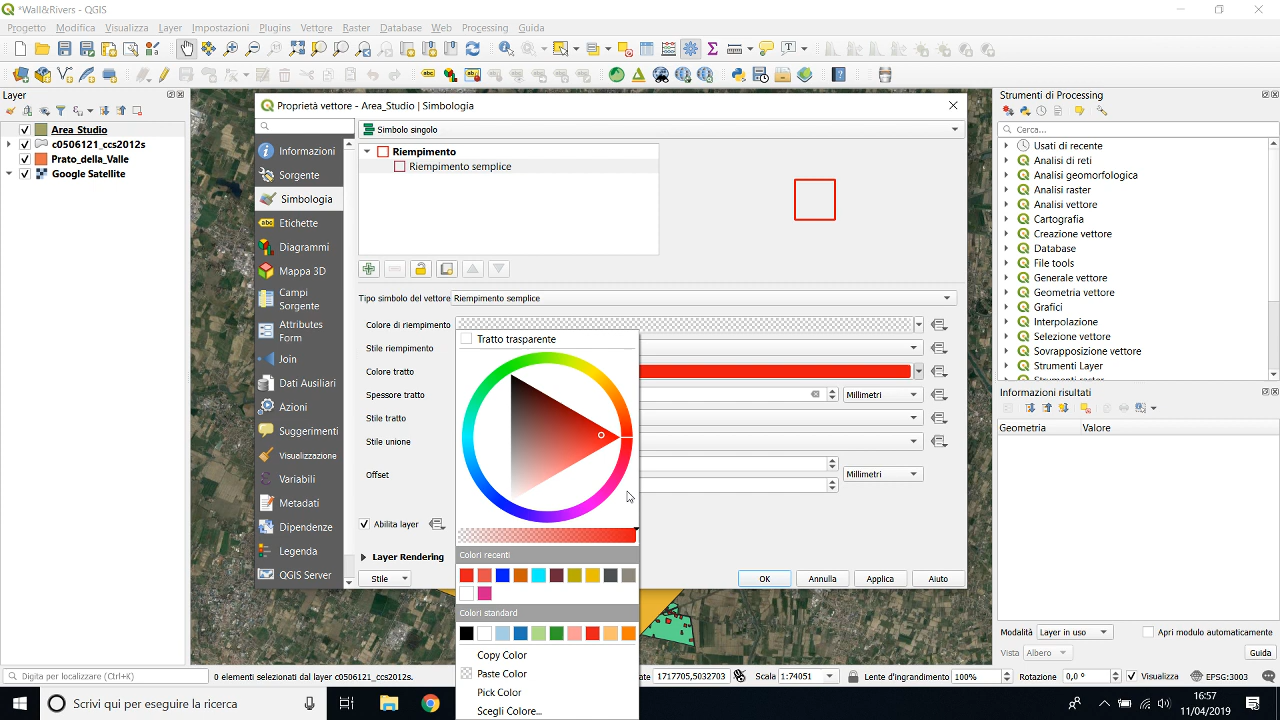 *Wall&Rivers - QGIS
Progetto Modifica Visualizza Layer Impostazioni Plugins Vettore Raster Database Web Processing Guida
Layer
Area_Studio
c0506121_ccs2012s
Prato_della_Valle
Google Satellite
Proprietà vettore - Area_Studio | Simbologia
Informazioni
Sorgente
Simbologia
Etichette
Diagrammi
Mappa 3D
Campi
Sorgente
Attributes
Form
Join
Dati Ausiliari
Azioni
Suggerimenti
Visualizzazione
Variabili
Metadati
Dipendenze
Legenda
QGIS Server
Simbolo singolo
Riempimento
Riempimento semplice
Tipo simbolo del vettore Riempimento semplice
Colore di riempimento
Stile riempimento
Colore tratto
Spessore tratto Millimetri
Stile tratto
Stile unione
Offset Millimetri
Abilita layer
Layer Rendering
Stile OK Annulla Applica Aiuto
Tratto trasparente
Colori recenti
Colori standard
Copy Color
Paste Color
Pick Color
Scegli Colore...
Strumenti di Processing
Cerca...
Usati di recente
Analisi di reti
Analisi geomorfologica
Analisi raster
Analisi vettore
Cartografia
Creazione vettore
Database
File tools
Generale vettore
Geometria vettore
Grafici
Interpolazione
Selezione vettore
Sovrapposizione vettore
Strumenti Layer
Strumenti raster
Informazioni risultati
Geometria Valore
Modalità Layer in uso Apri modulo automaticamente
Vista Albero Guida
Digita per localizzare (Ctrl+K) 0 elementi selezionati dal layer c0506121_ccs2012s. 1717705,5032703 Scala 1:74051 Lente d'ingrandimento 100% Rotazione 0,0 ° Visualizza EPSG:3003
Scrivi qui per eseguire la ricerca
16:57
11/04/2019